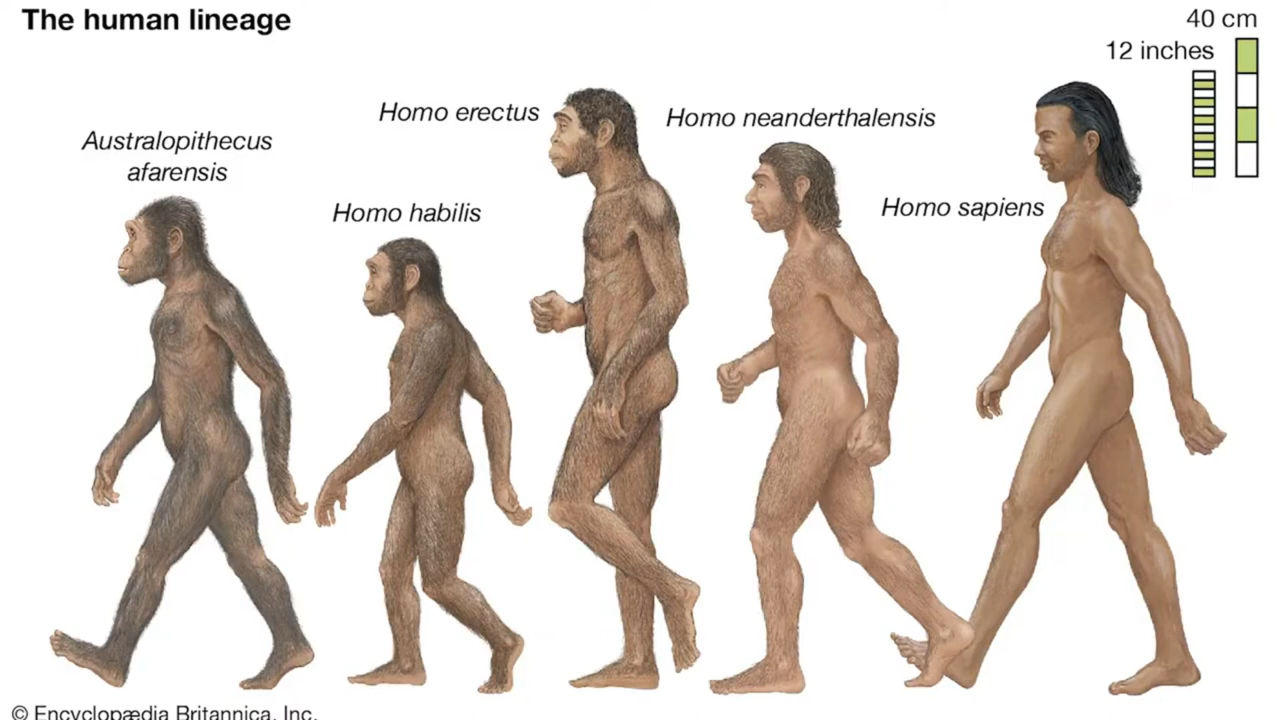 The human lineage
40 cm
12 inches
Homo erectus
Homo neanderthalensis
Australopithecus
afarensis
Homo habilis
Homo sapiens
© Encyclopædia Britannica, Inc.